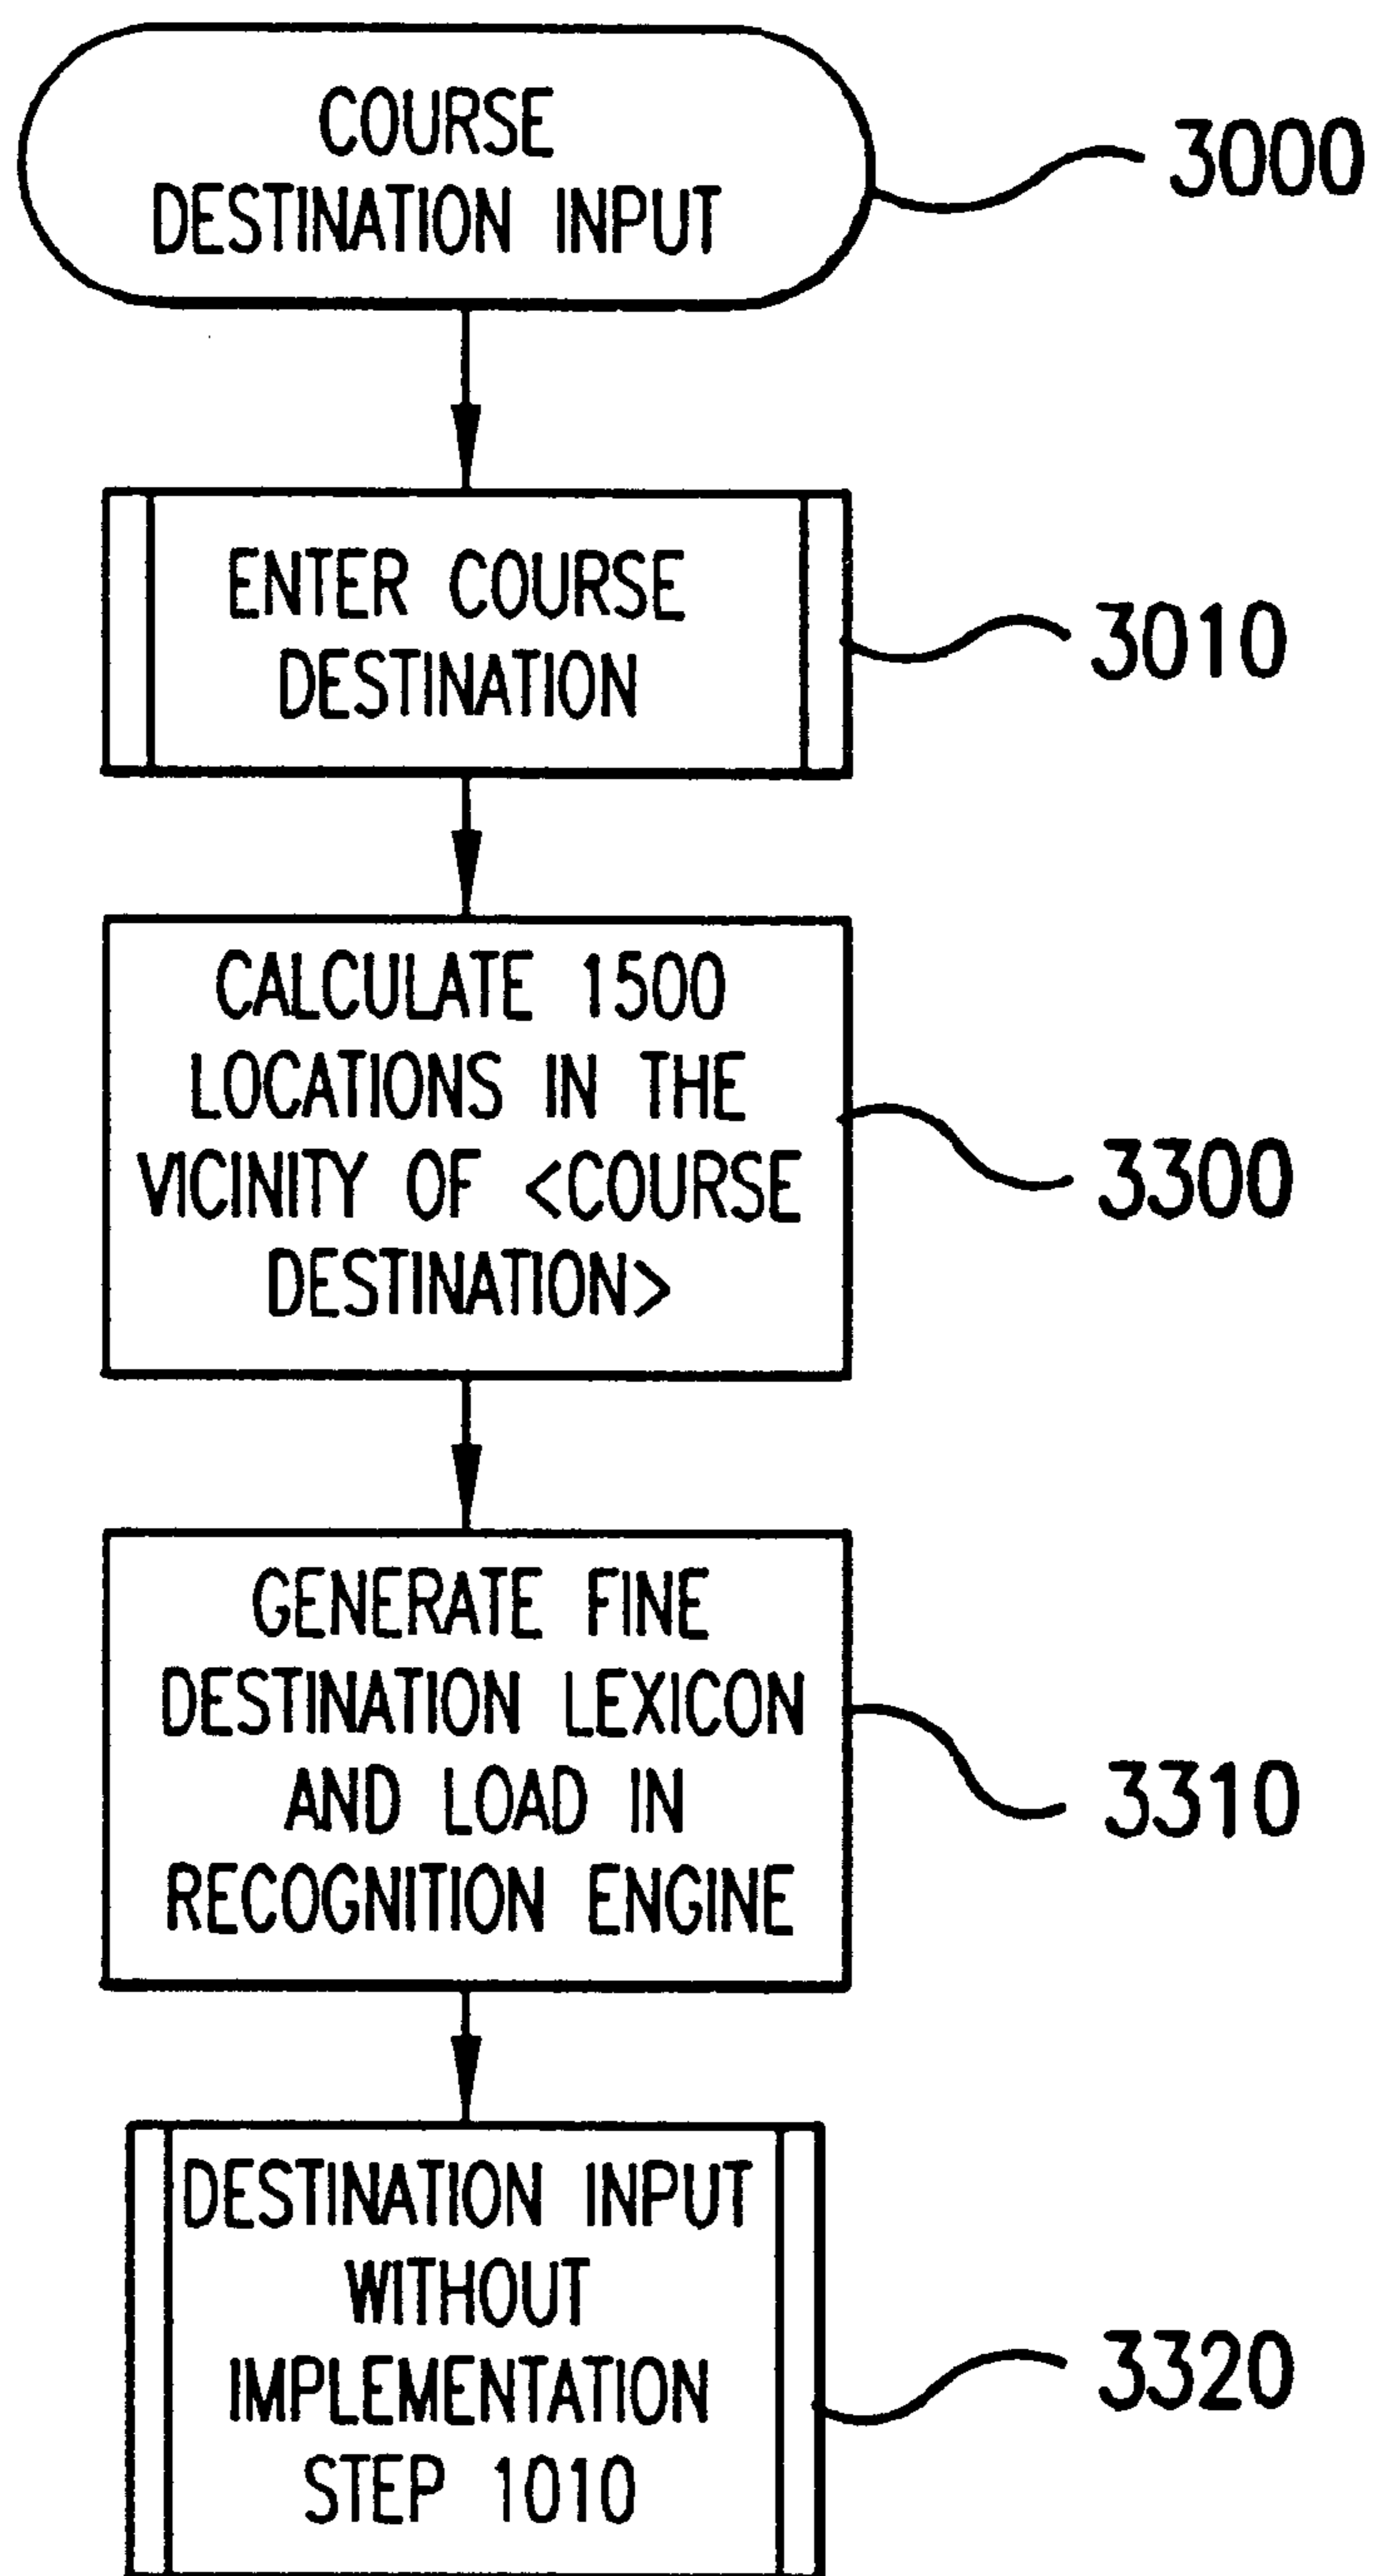 COURSE
DESTINATION INPUT
3000
ENTER COURSE
DESTINATION
3010
CALCULATE 1500
LOCATIONS IN THE
VICINITY OF <COURSE
DESTINATION>
3300
GENERATE FINE
DESTINATION LEXICON
AND LOAD IN
RECOGNITION ENGINE
3310
DESTINATION INPUT
WITHOUT
IMPLEMENTATION
STEP 1010
3320